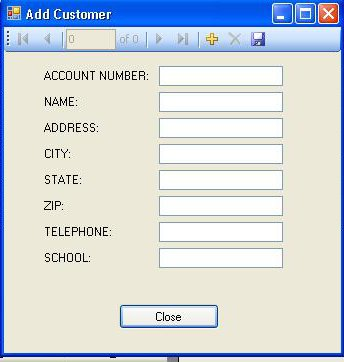 Add Customer
0 of 0
ACCOUNT NUMBER:
NAME:
ADDRESS:
CITY:
STATE:
ZIP:
TELEPHONE:
SCHOOL:
Close